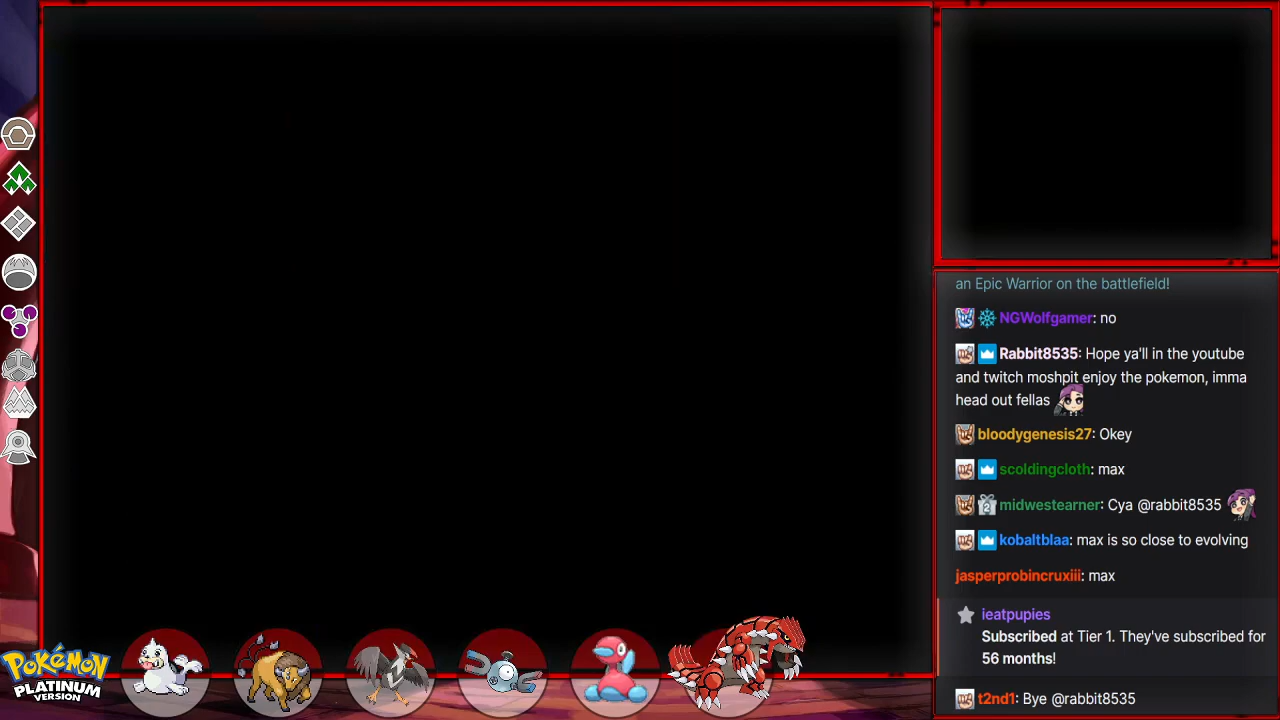 an Epic Warrior on the battlefield!
NGWolfgamer: no
Rabbit8535: Hope ya'll in the youtube
and twitch moshpit enjoy the pokemon, imma
head out fellas
bloodygenesis27: Okey
scoldingcloth: max
2 midwestearner: Cya @rabbit8535
kobaltblaa: max is so close to evolving
jasperprobincruxiii: max
ieatpupies
Subscribed at Tier 1. They've subscribed for
56 months!
t2nd1: Bye @rabbit8535
POKéMON
PLATINUM
VERSION